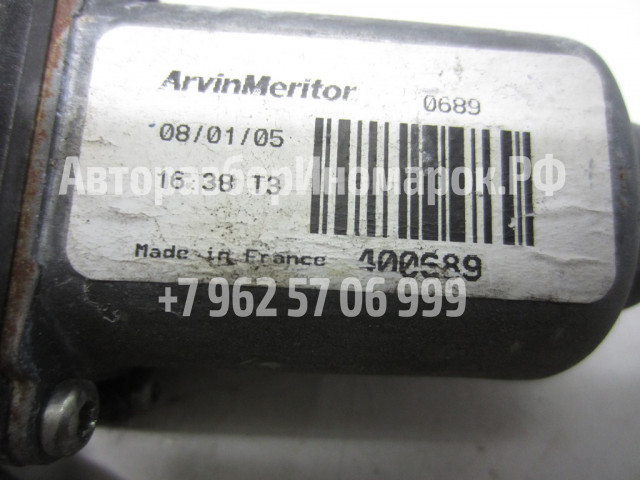 ArvinMeritor 0689
08/01/05
АвторазборИномарок.РФ
16:38 T3
Made in France 400689
+7 962 57 06 999